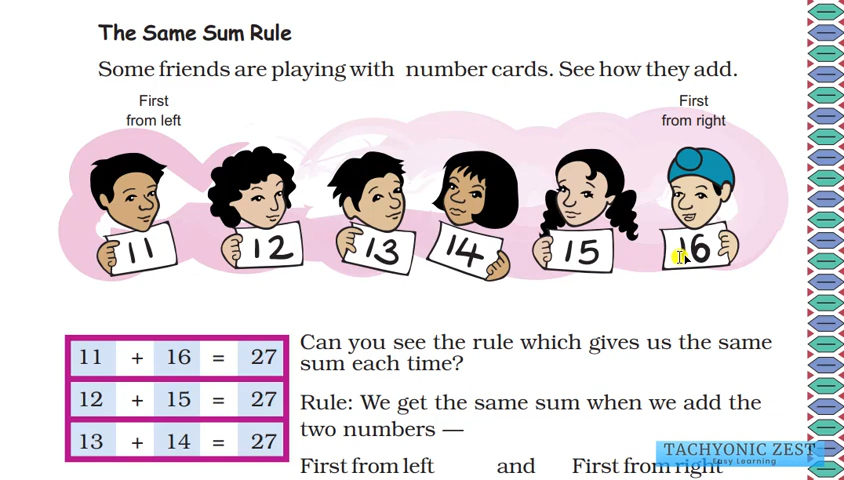 The Same Sum Rule
Some friends are playing with number cards. See how they add.
First
from left
First
from right
11
12
13
14
15
16
11 + 16 = 27
12 + 15 = 27
13 + 14 = 27
Can you see the rule which gives us the same
sum each time?
Rule: We get the same sum when we add the
two numbers —
First from left and First from right
TACHYONIC ZEST
Easy Learning